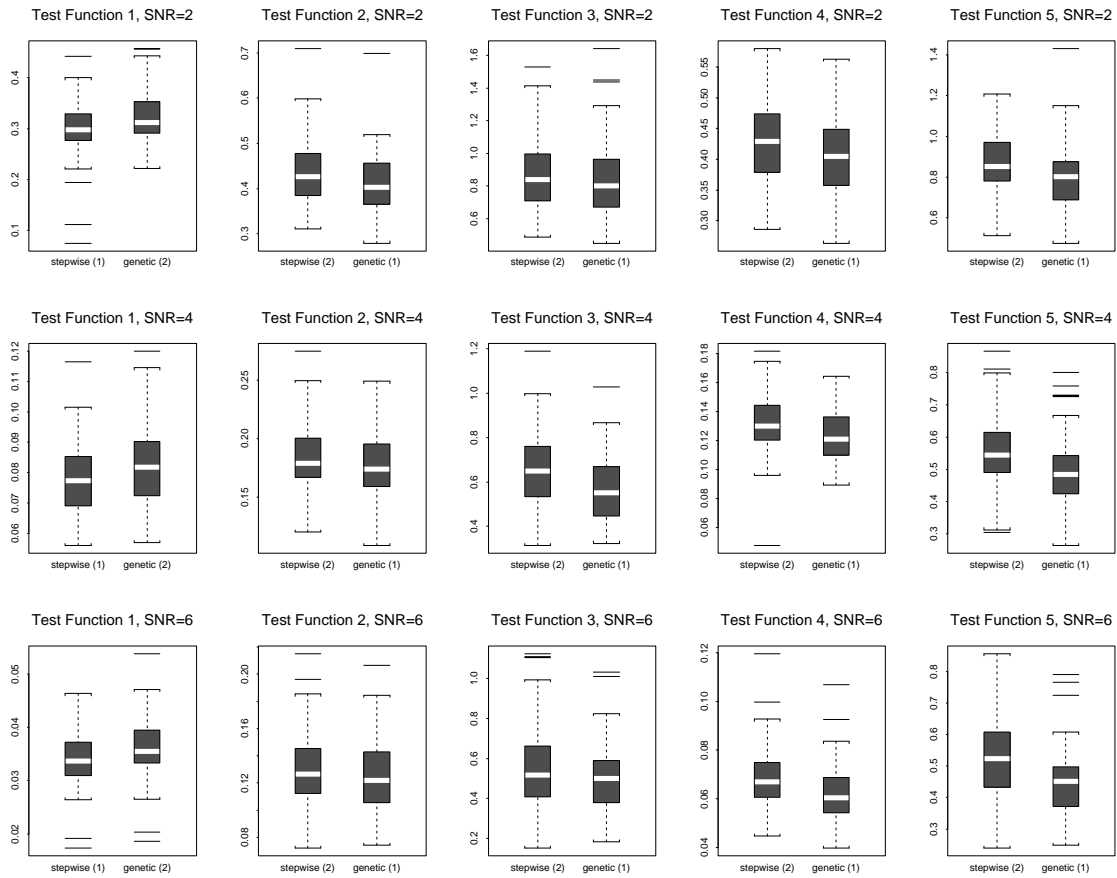 Test Function 1, SNR=2
0.1 0.2 0.3 0.4
stepwise (1) genetic (2)
Test Function 2, SNR=2
0.3 0.4 0.5 0.6 0.7
stepwise (2) genetic (1)
Test Function 3, SNR=2
0.6 0.8 1.0 1.2 1.4 1.6
stepwise (2) genetic (1)
Test Function 4, SNR=2
0.30 0.35 0.40 0.45 0.50 0.55
stepwise (2) genetic (1)
Test Function 5, SNR=2
0.6 0.8 1.0 1.2 1.4
stepwise (2) genetic (1)
Test Function 1, SNR=4
0.06 0.07 0.08 0.09 0.10 0.11 0.12
stepwise (1) genetic (2)
Test Function 2, SNR=4
0.15 0.20 0.25
stepwise (2) genetic (1)
Test Function 3, SNR=4
0.4 0.6 0.8 1.0 1.2
stepwise (2) genetic (1)
Test Function 4, SNR=4
0.06 0.08 0.10 0.12 0.14 0.16 0.18
stepwise (2) genetic (1)
Test Function 5, SNR=4
0.3 0.4 0.5 0.6 0.7 0.8
stepwise (2) genetic (1)
Test Function 1, SNR=6
0.02 0.03 0.04 0.05
stepwise (1) genetic (2)
Test Function 2, SNR=6
0.08 0.12 0.16 0.20
stepwise (2) genetic (1)
Test Function 3, SNR=6
0.2 0.4 0.6 0.8 1.0
stepwise (2) genetic (1)
Test Function 4, SNR=6
0.04 0.06 0.08 0.10 0.12
stepwise (2) genetic (1)
Test Function 5, SNR=6
0.3 0.4 0.5 0.6 0.7 0.8
stepwise (2) genetic (1)